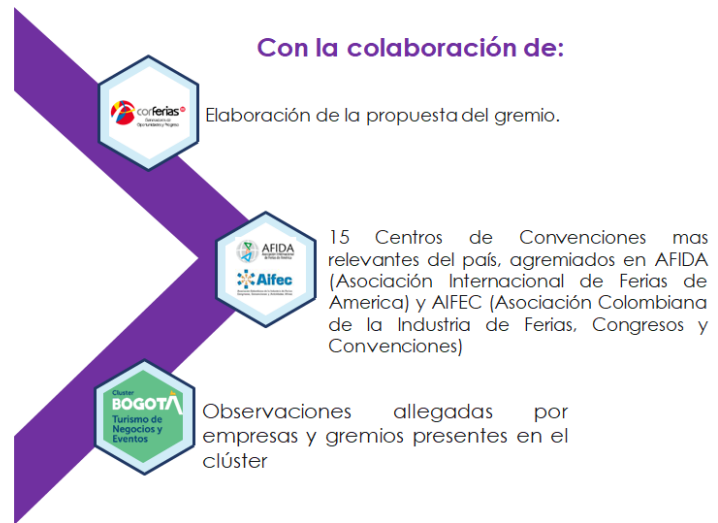 Con la colaboración de:
corferias
Elaboración de la propuesta del gremio.
AFIDA
15 Centros de Convenciones mas
relevantes del país, agremiados en AFIDA
(Asociación Internacional de Ferias de
America) y AIFEC (Asociación Colombiana
de la Industria de Ferias, Congresos y
Convenciones)
Aifec
Cluster
BOGOTÁ
Turismo de
Negocios y
Eventos
Observaciones allegadas por
empresas y gremios presentes en el
clúster